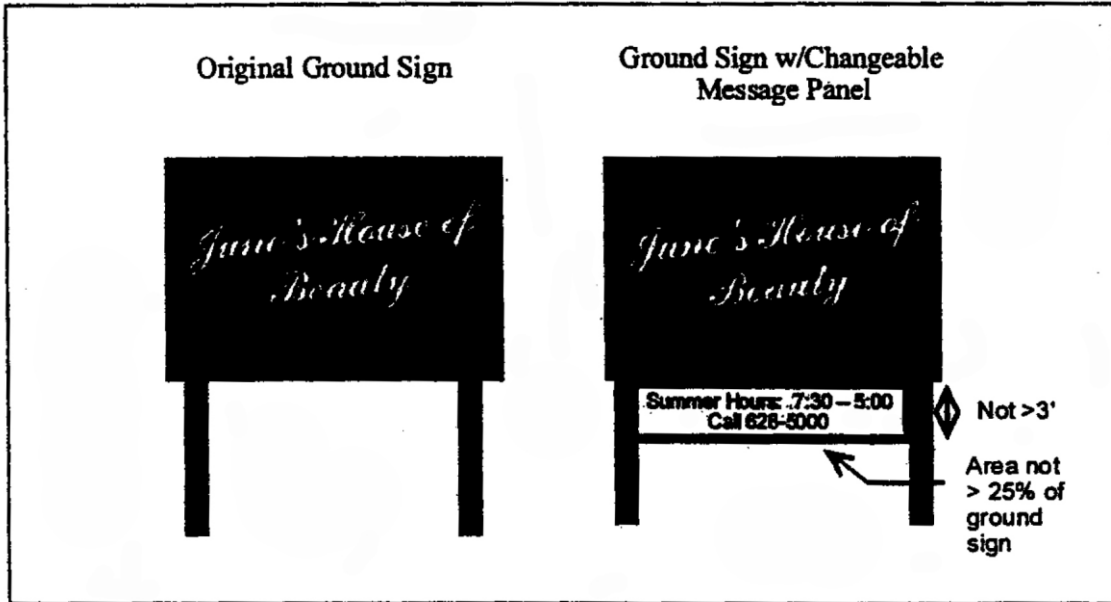 Original Ground Sign
Ground Sign w/Changeable
Message Panel
June's House of
Beauty
June's House of
Beauty
Summer Hours: 7:30 – 5:00
Call 626-5000
Not >3'
Area not
> 25% of
ground
sign